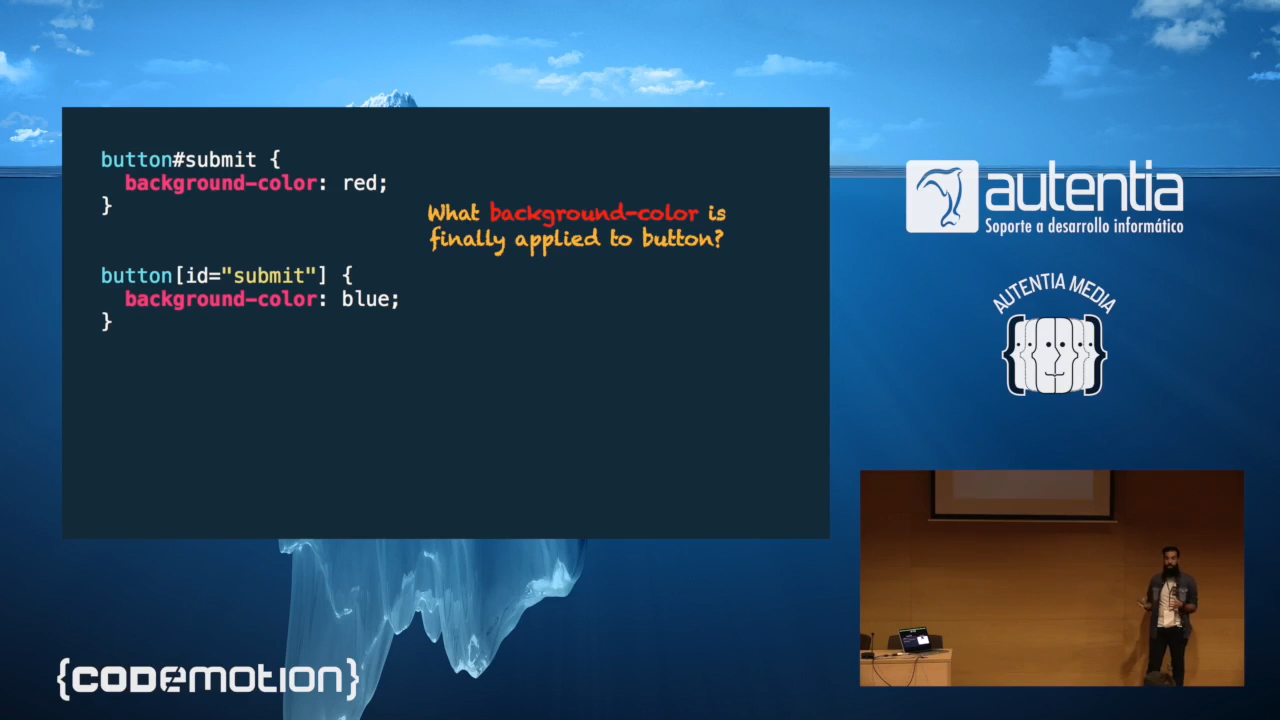 button#submit {
background-color: red;
}
What background-color is
finally applied to button?
button[id="submit"] {
background-color: blue;
}
autentia
Soporte a desarrollo informático
AUTENTIA MEDIA
{CODEMOTION}